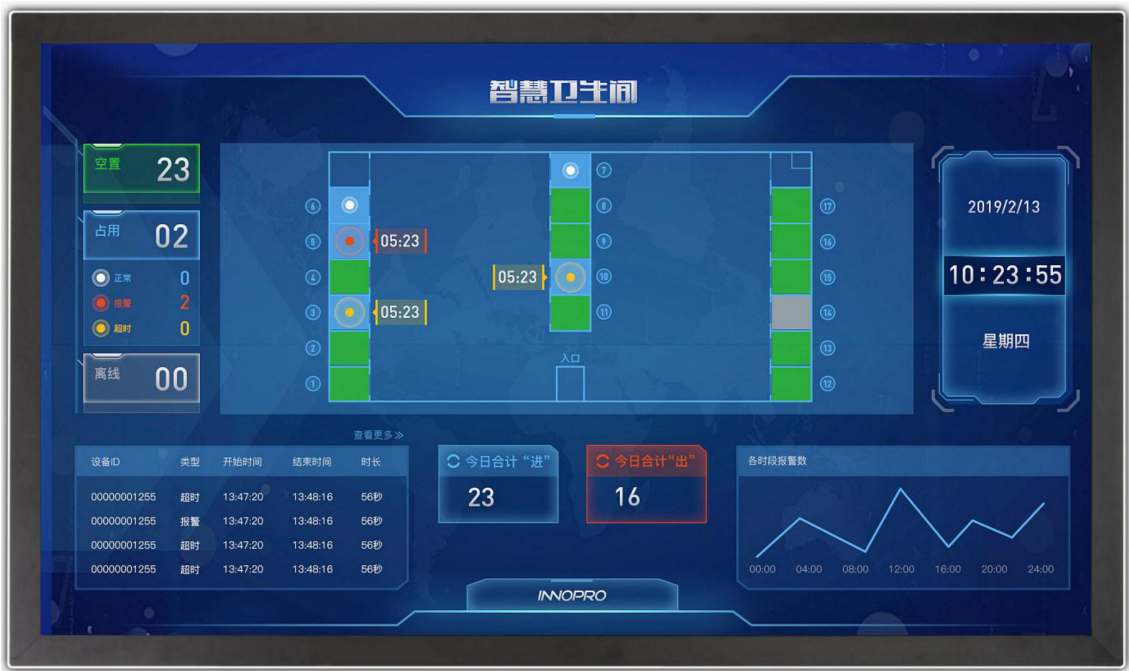 智慧卫生间
空置 23
占用 02
正常 0
报警 2
超时 0
离线 00
⑥
⑤ 05:23
④
③ 05:23
②
①
⑦
⑧
⑨
05:23 ⑩
⑪
入口
⑰
⑯
⑮
⑭
⑬
⑫
2019/2/13
10:23:55
星期四
查看更多≫
设备ID 类型 开始时间 结束时间 时长
00000001255 超时 13:47:20 13:48:16 56秒
00000001255 报警 13:47:20 13:48:16 56秒
00000001255 超时 13:47:20 13:48:16 56秒
00000001255 超时 13:47:20 13:48:16 56秒
今日合计“进”
23
今日合计“出”
16
各时段报警数
00:00 04:00 08:00 12:00 16:00 20:00 24:00
INNOPRO